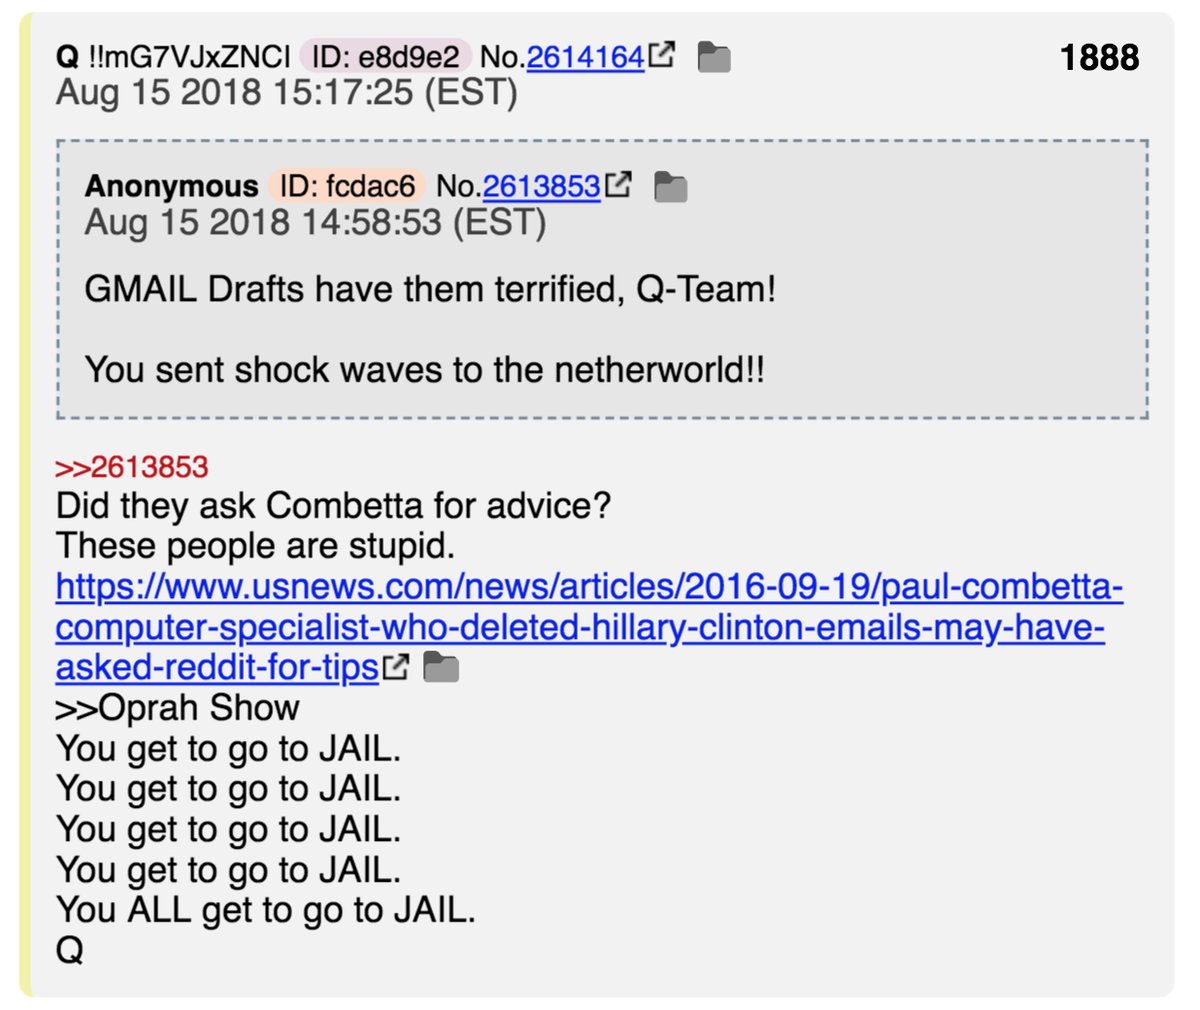 Q !!mG7VJxZNCI ID: e8d9e2 No.2614164 1888
Aug 15 2018 15:17:25 (EST)
Anonymous ID: fcdac6 No.2613853
Aug 15 2018 14:58:53 (EST)
GMAIL Drafts have them terrified, Q-Team!
You sent shock waves to the netherworld!!
>>2613853
Did they ask Combetta for advice?
These people are stupid.
https://www.usnews.com/news/articles/2016-09-19/paul-combetta-
computer-specialist-who-deleted-hillary-clinton-emails-may-have-
asked-reddit-for-tips
>>Oprah Show
You get to go to JAIL.
You get to go to JAIL.
You get to go to JAIL.
You get to go to JAIL.
You ALL get to go to JAIL.
Q